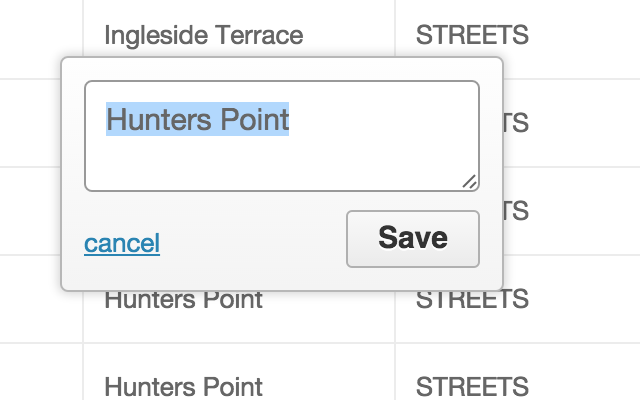 Ingleside Terrace STREETS
Hunters Point
TS
TS
cancel Save
Hunters Point STREETS
Hunters Point STREETS